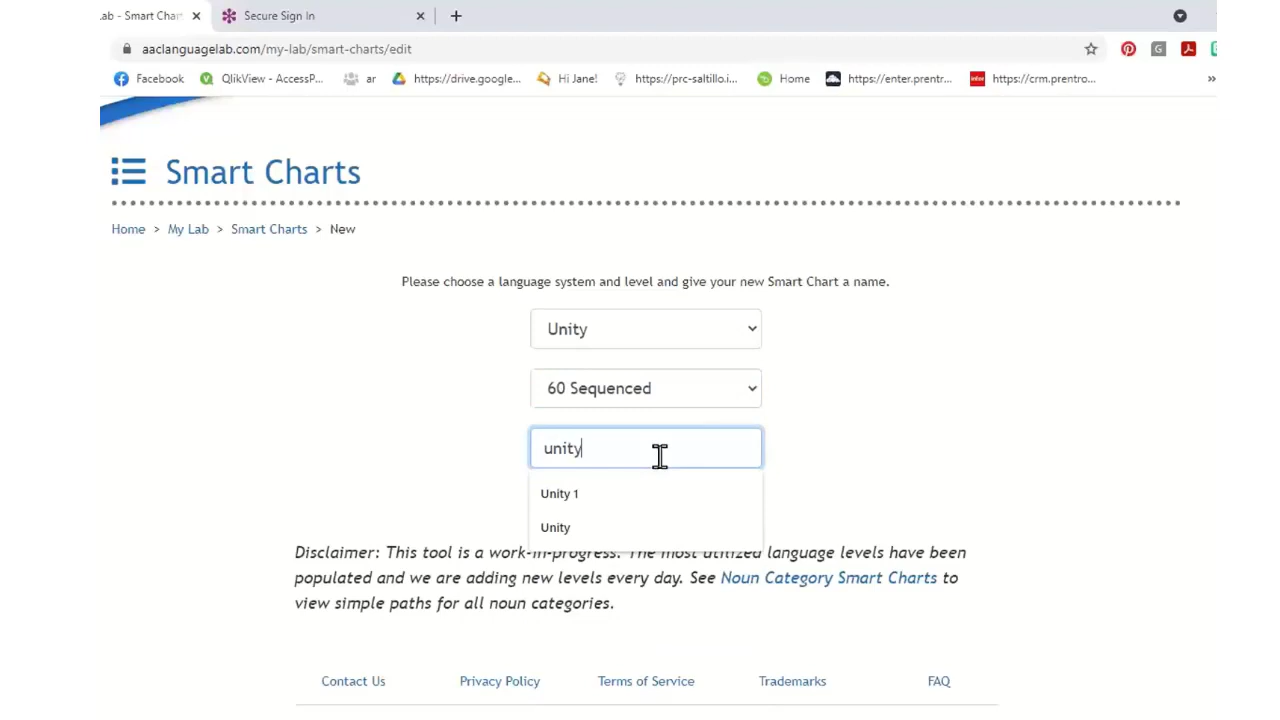 .ab - Smart Char
Secure Sign In
aaclanguagelab.com/my-lab/smart-charts/edit
Facebook
QlikView - AccessP...
ar
https://drive.google...
Hi Jane!
https://prc-saltillo.i...
Home
https://enter.prentr...
https://crm.prentro...
»
Smart Charts
Home > My Lab > Smart Charts > New
Please choose a language system and level and give your new Smart Chart a name.
Unity
60 Sequenced
unity
Unity 1
Unity
Disclaimer: This tool is a work-in-progress. The most utilized language levels have been
populated and we are adding new levels every day. See Noun Category Smart Charts to
view simple paths for all noun categories.
Contact Us
Privacy Policy
Terms of Service
Trademarks
FAQ